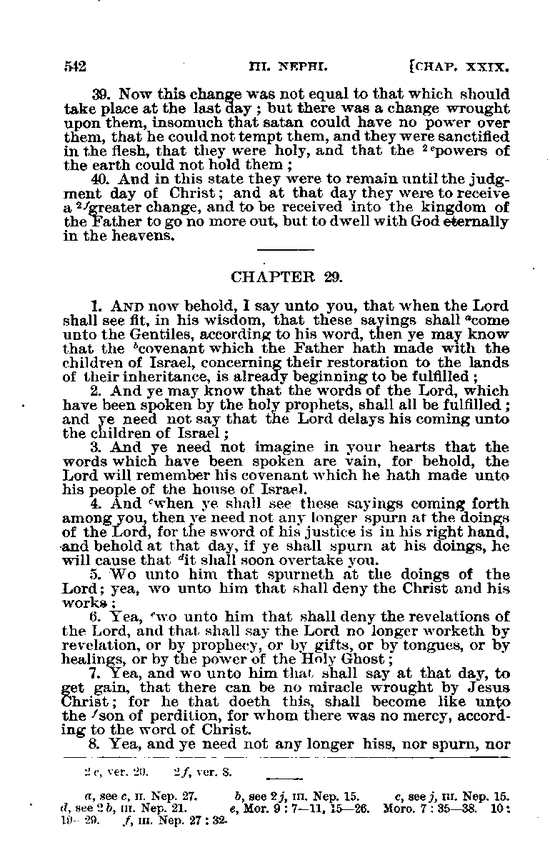 542 III. NEPHI. [CHAP. XXIX.
39. Now this change was not equal to that which should
take place at the last day ; but there was a change wrought
upon them, insomuch that satan could have no power over
them, that he could not tempt them, and they were sanctified
in the flesh, that they were holy, and that the 2epowers of
the earth could not hold them ;
40. And in this state they were to remain until the judg-
ment day of Christ ; and at that day they were to receive
a 2fgreater change, and to be received into the kingdom of
the Father to go no more out, but to dwell with God eternally
in the heavens.
CHAPTER 29.
1. AND now behold, I say unto you, that when the Lord
shall see fit, in his wisdom, that these sayings shall acome
unto the Gentiles, according to his word, then ye may know
that the bcovenant which the Father hath made with the
children of Israel, concerning their restoration to the lands
of their inheritance, is already beginning to be fulfilled ;
2. And ye may know that the words of the Lord, which
have been spoken by the holy prophets, shall all be fulfilled ;
and ye need not say that the Lord delays his coming unto
the children of Israel ;
3. And ye need not imagine in your hearts that the
words which have been spoken are vain, for behold, the
Lord will remember his covenant which he hath made unto
his people of the house of Israel.
4. And cwhen ye shall see these sayings coming forth
among you, then ye need not any longer spurn at the doings
of the Lord, for the sword of his justice is in his right hand,
and behold at that day, if ye shall spurn at his doings, he
will cause that dit shall soon overtake you.
5. Wo unto him that spurneth at the doings of the
Lord; yea, wo unto him that shall deny the Christ and his
works ;
6. Yea, ewo unto him that shall deny the revelations of
the Lord, and that shall say the Lord no longer worketh by
revelation, or by prophecy, or by gifts, or by tongues, or by
healings, or by the power of the Holy Ghost ;
7. Yea, and wo unto him that shall say at that day, to
get gain, that there can be no miracle wrought by Jesus
Christ ; for he that doeth this, shall become like unto
the fson of perdition, for whom there was no mercy, accord-
ing to the word of Christ.
8. Yea, and ye need not any longer hiss, nor spurn, nor
2e, ver. 20. 2f, ver. 8.
a, see c, II. Nep. 27. b, see 2j, III. Nep. 15. c, see j, III. Nep. 15.
d, see 2b, III. Nep. 21. e, Mor. 9 : 7—11, 15—26. Moro. 7 : 35—38. 10 :
19—29. f, III. Nep. 27 : 32.